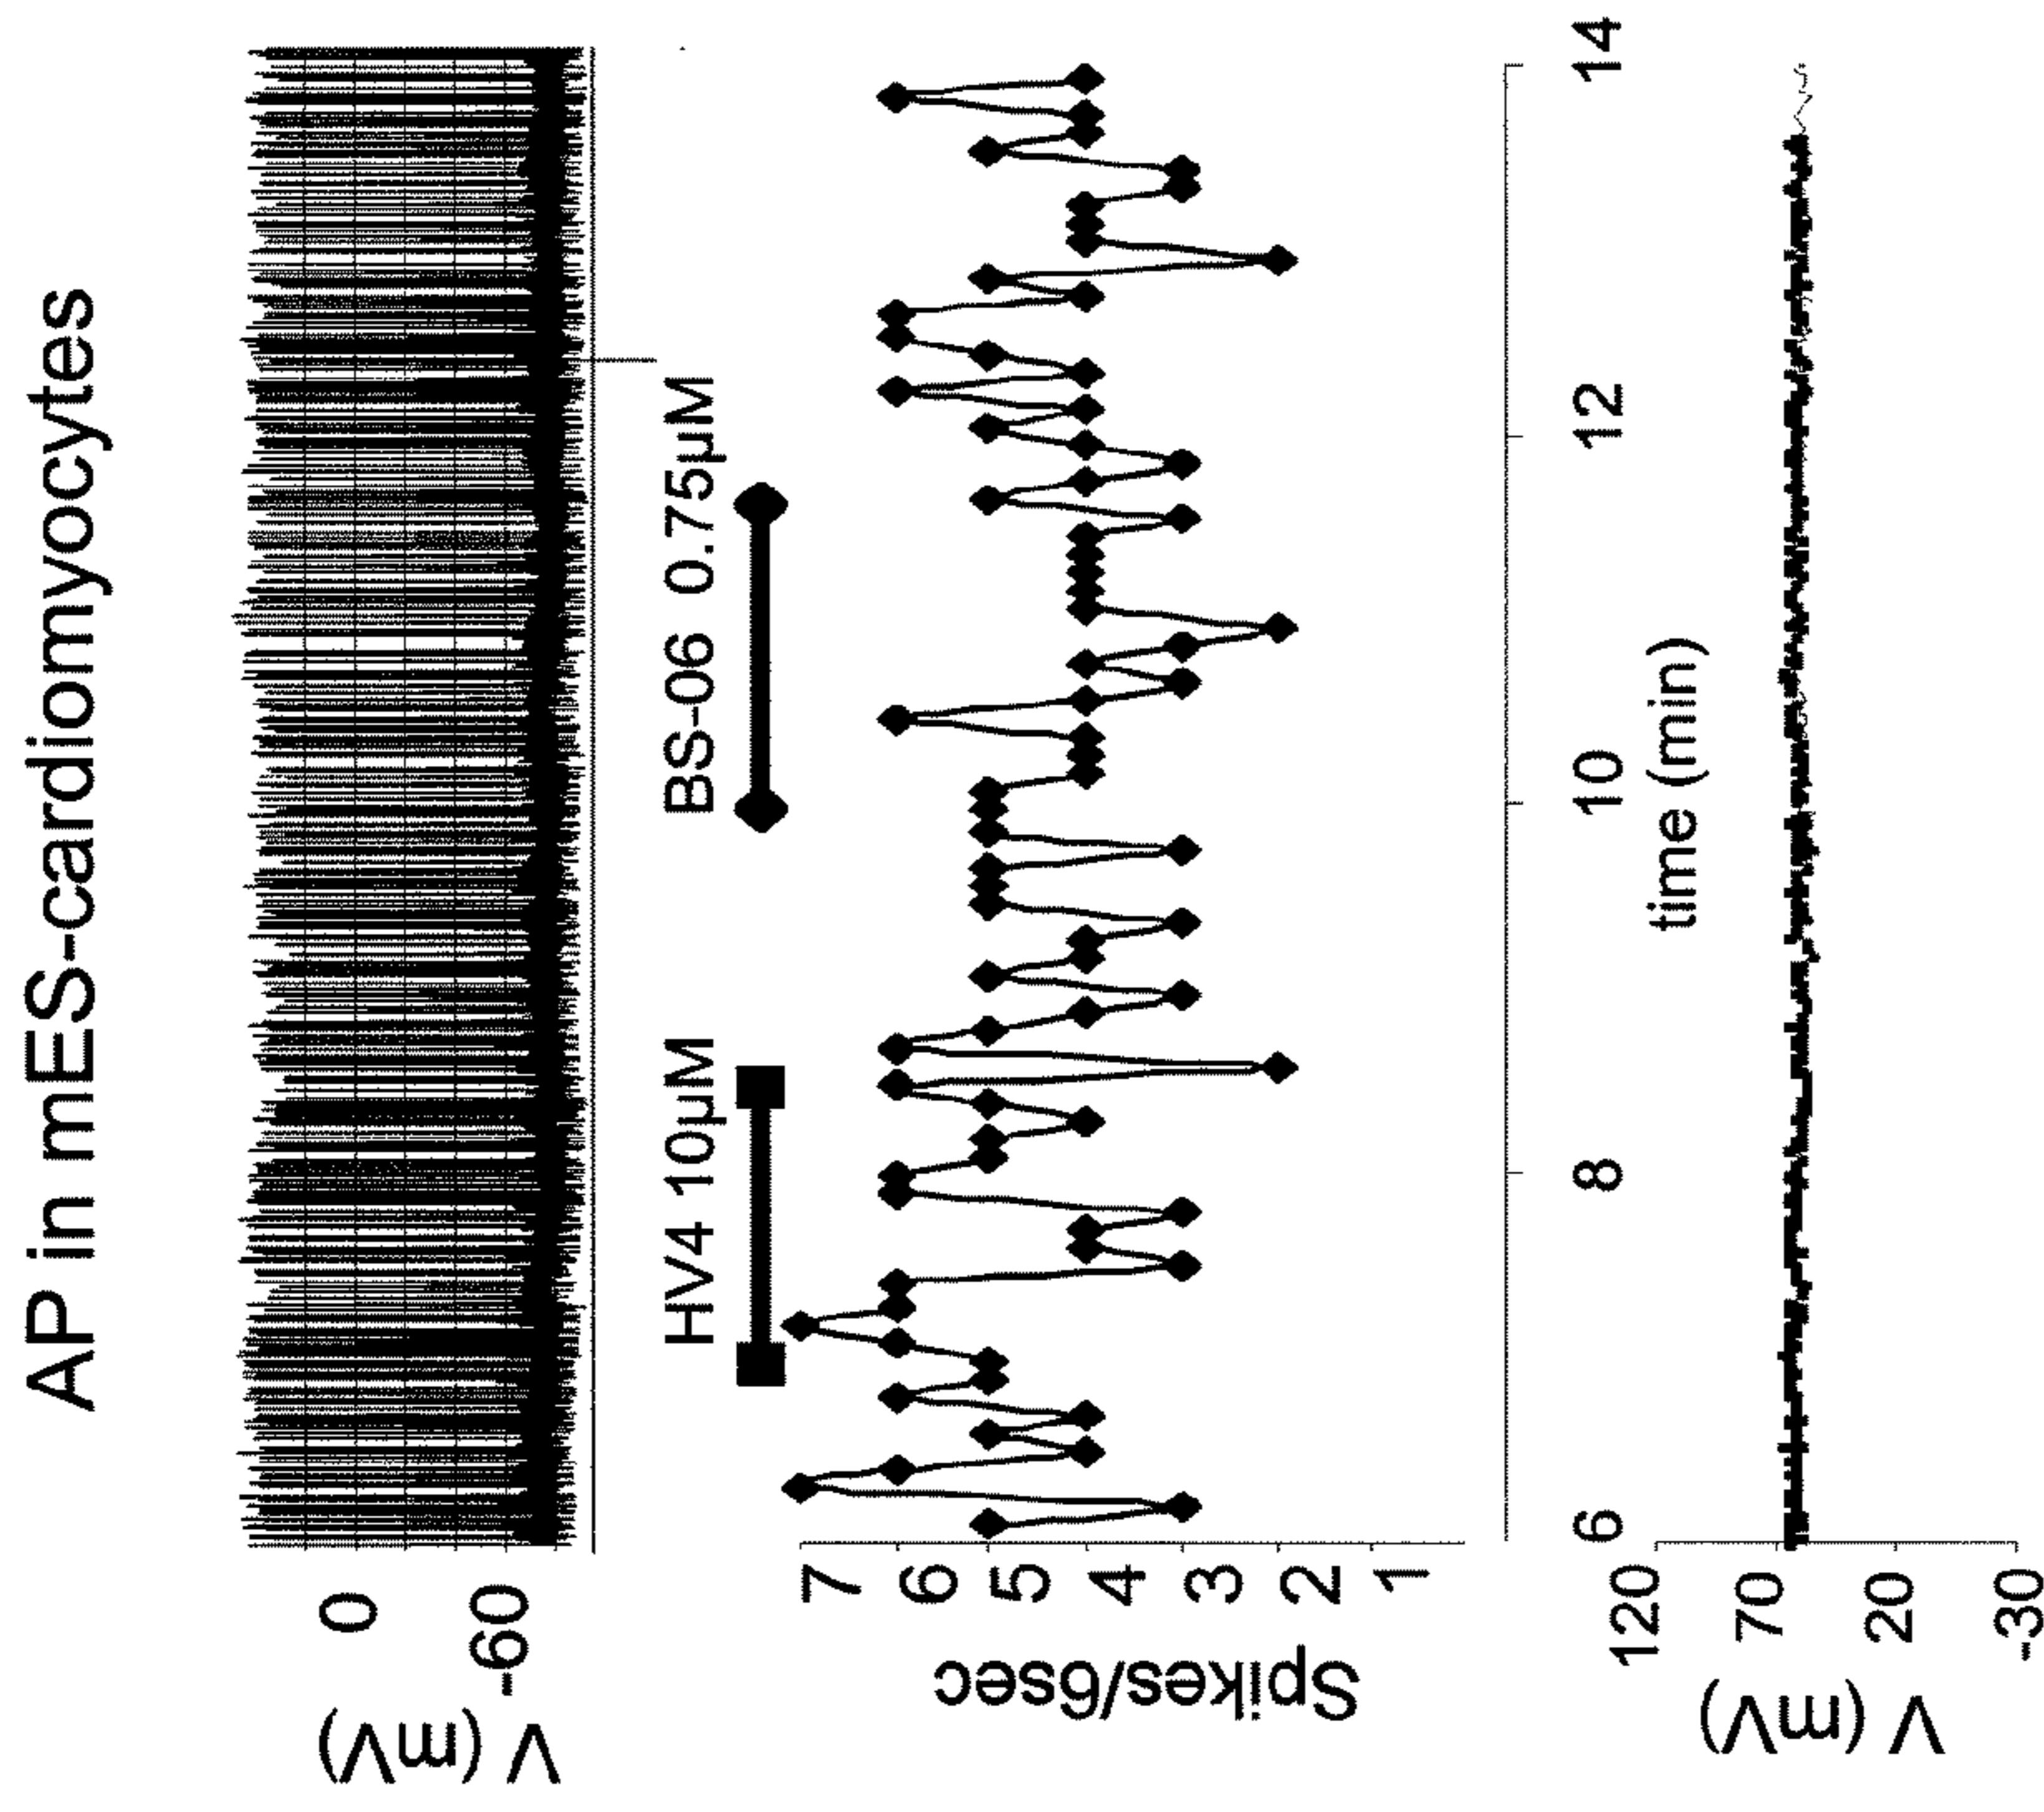 AP in mES-cardiomyocytes
0
-60
V (mV)
HV4 10µM
BS-06 0.75µM
7
6
5
4
3
2
1
Spikes/6sec
6
8
10
12
14
time (min)
120
70
20
-30
V (mV)